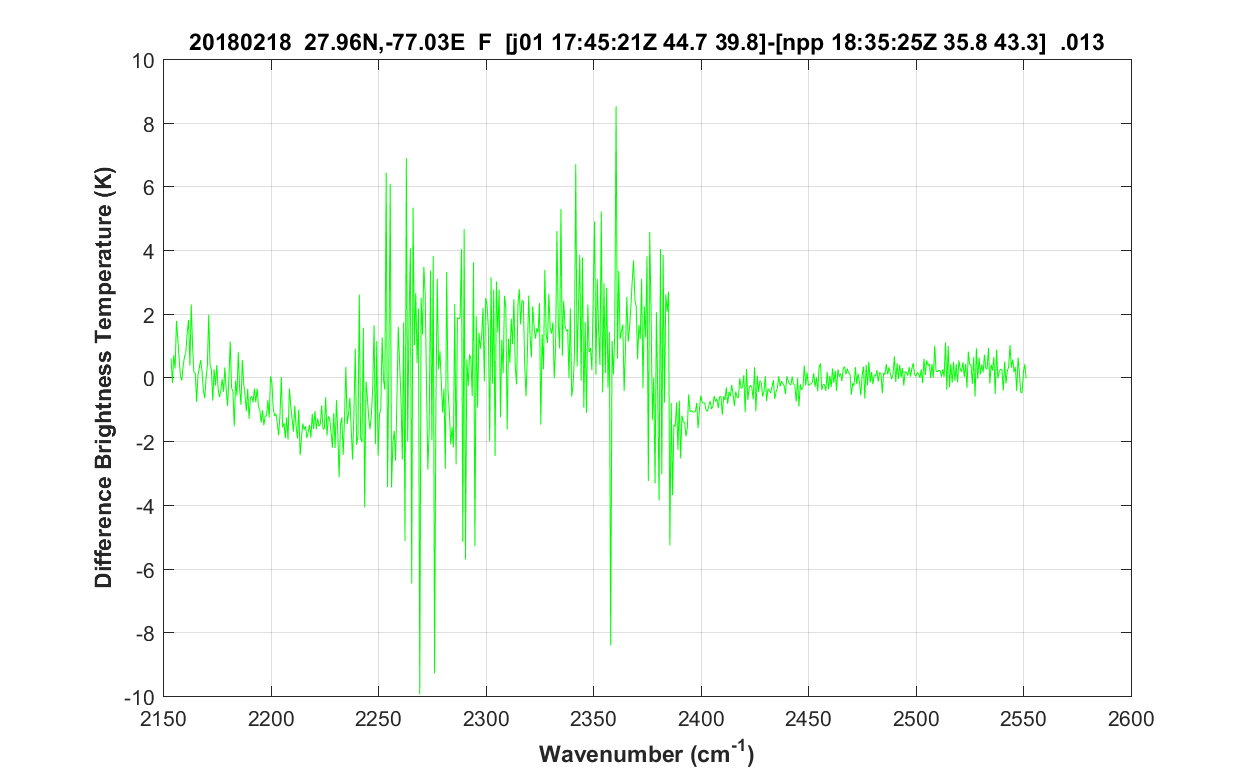 20180218 27.96N,-77.03E F [j01 17:45:21Z 44.7 39.8]-[npp 18:35:25Z 35.8 43.3] .013
Difference Brightness Temperature (K)
10
8
6
4
2
0
-2
-4
-6
-8
-10
2150 2200 2250 2300 2350 2400 2450 2500 2550 2600
Wavenumber (cm-1)